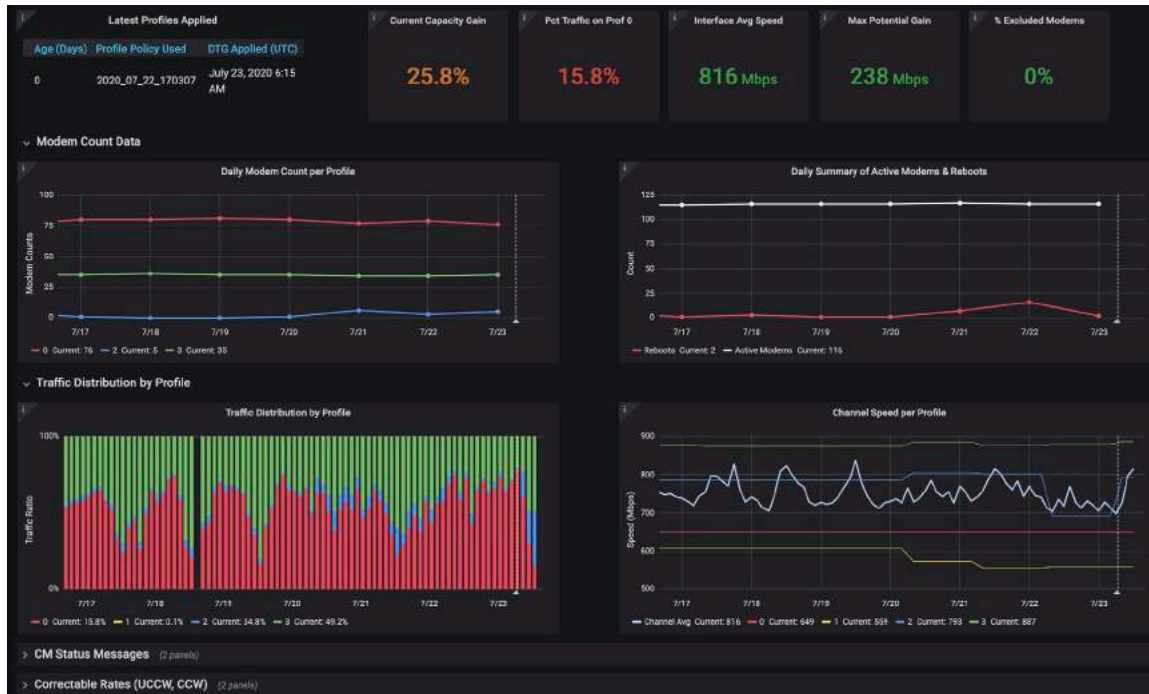 Latest Profiles Applied
Age (Days) Profile Policy Used DTG Applied (UTC)
0 2020_07_22_170307 July 23, 2020 6:15 AM
Current Capacity Gain
25.8%
Pct Traffic on Prof 0
15.8%
Interface Avg Speed
816 Mbps
Max Potential Gain
238 Mbps
% Excluded Modems
0%
Modem Count Data
Daily Modem Count per Profile
Modem Counts
100
75
50
25
0
7/17 7/18 7/19 7/20 7/21 7/22 7/23
0 Current: 76 2 Current: 5 3 Current: 35
Daily Summary of Active Modems & Reboots
Count
125
100
75
50
25
0
7/17 7/18 7/19 7/20 7/21 7/22 7/23
Reboots Current: 2 Active Modems Current: 116
Traffic Distribution by Profile
Traffic Distribution by Profile
Traffic Ratio
100%
0%
7/17 7/18 7/19 7/20 7/21 7/22 7/23
0 Current: 15.8% 1 Current: 0.1% 2 Current: 34.8% 3 Current: 49.2%
Channel Speed per Profile
Speed (Mbps)
900
800
700
600
500
7/17 7/18 7/19 7/20 7/21 7/22 7/23
Channel Avg Current: 816 0 Current: 649 1 Current: 559 2 Current: 793 3 Current: 887
CM Status Messages (2 panels)
Correctable Rates (UCCW, CCW) (2 panels)